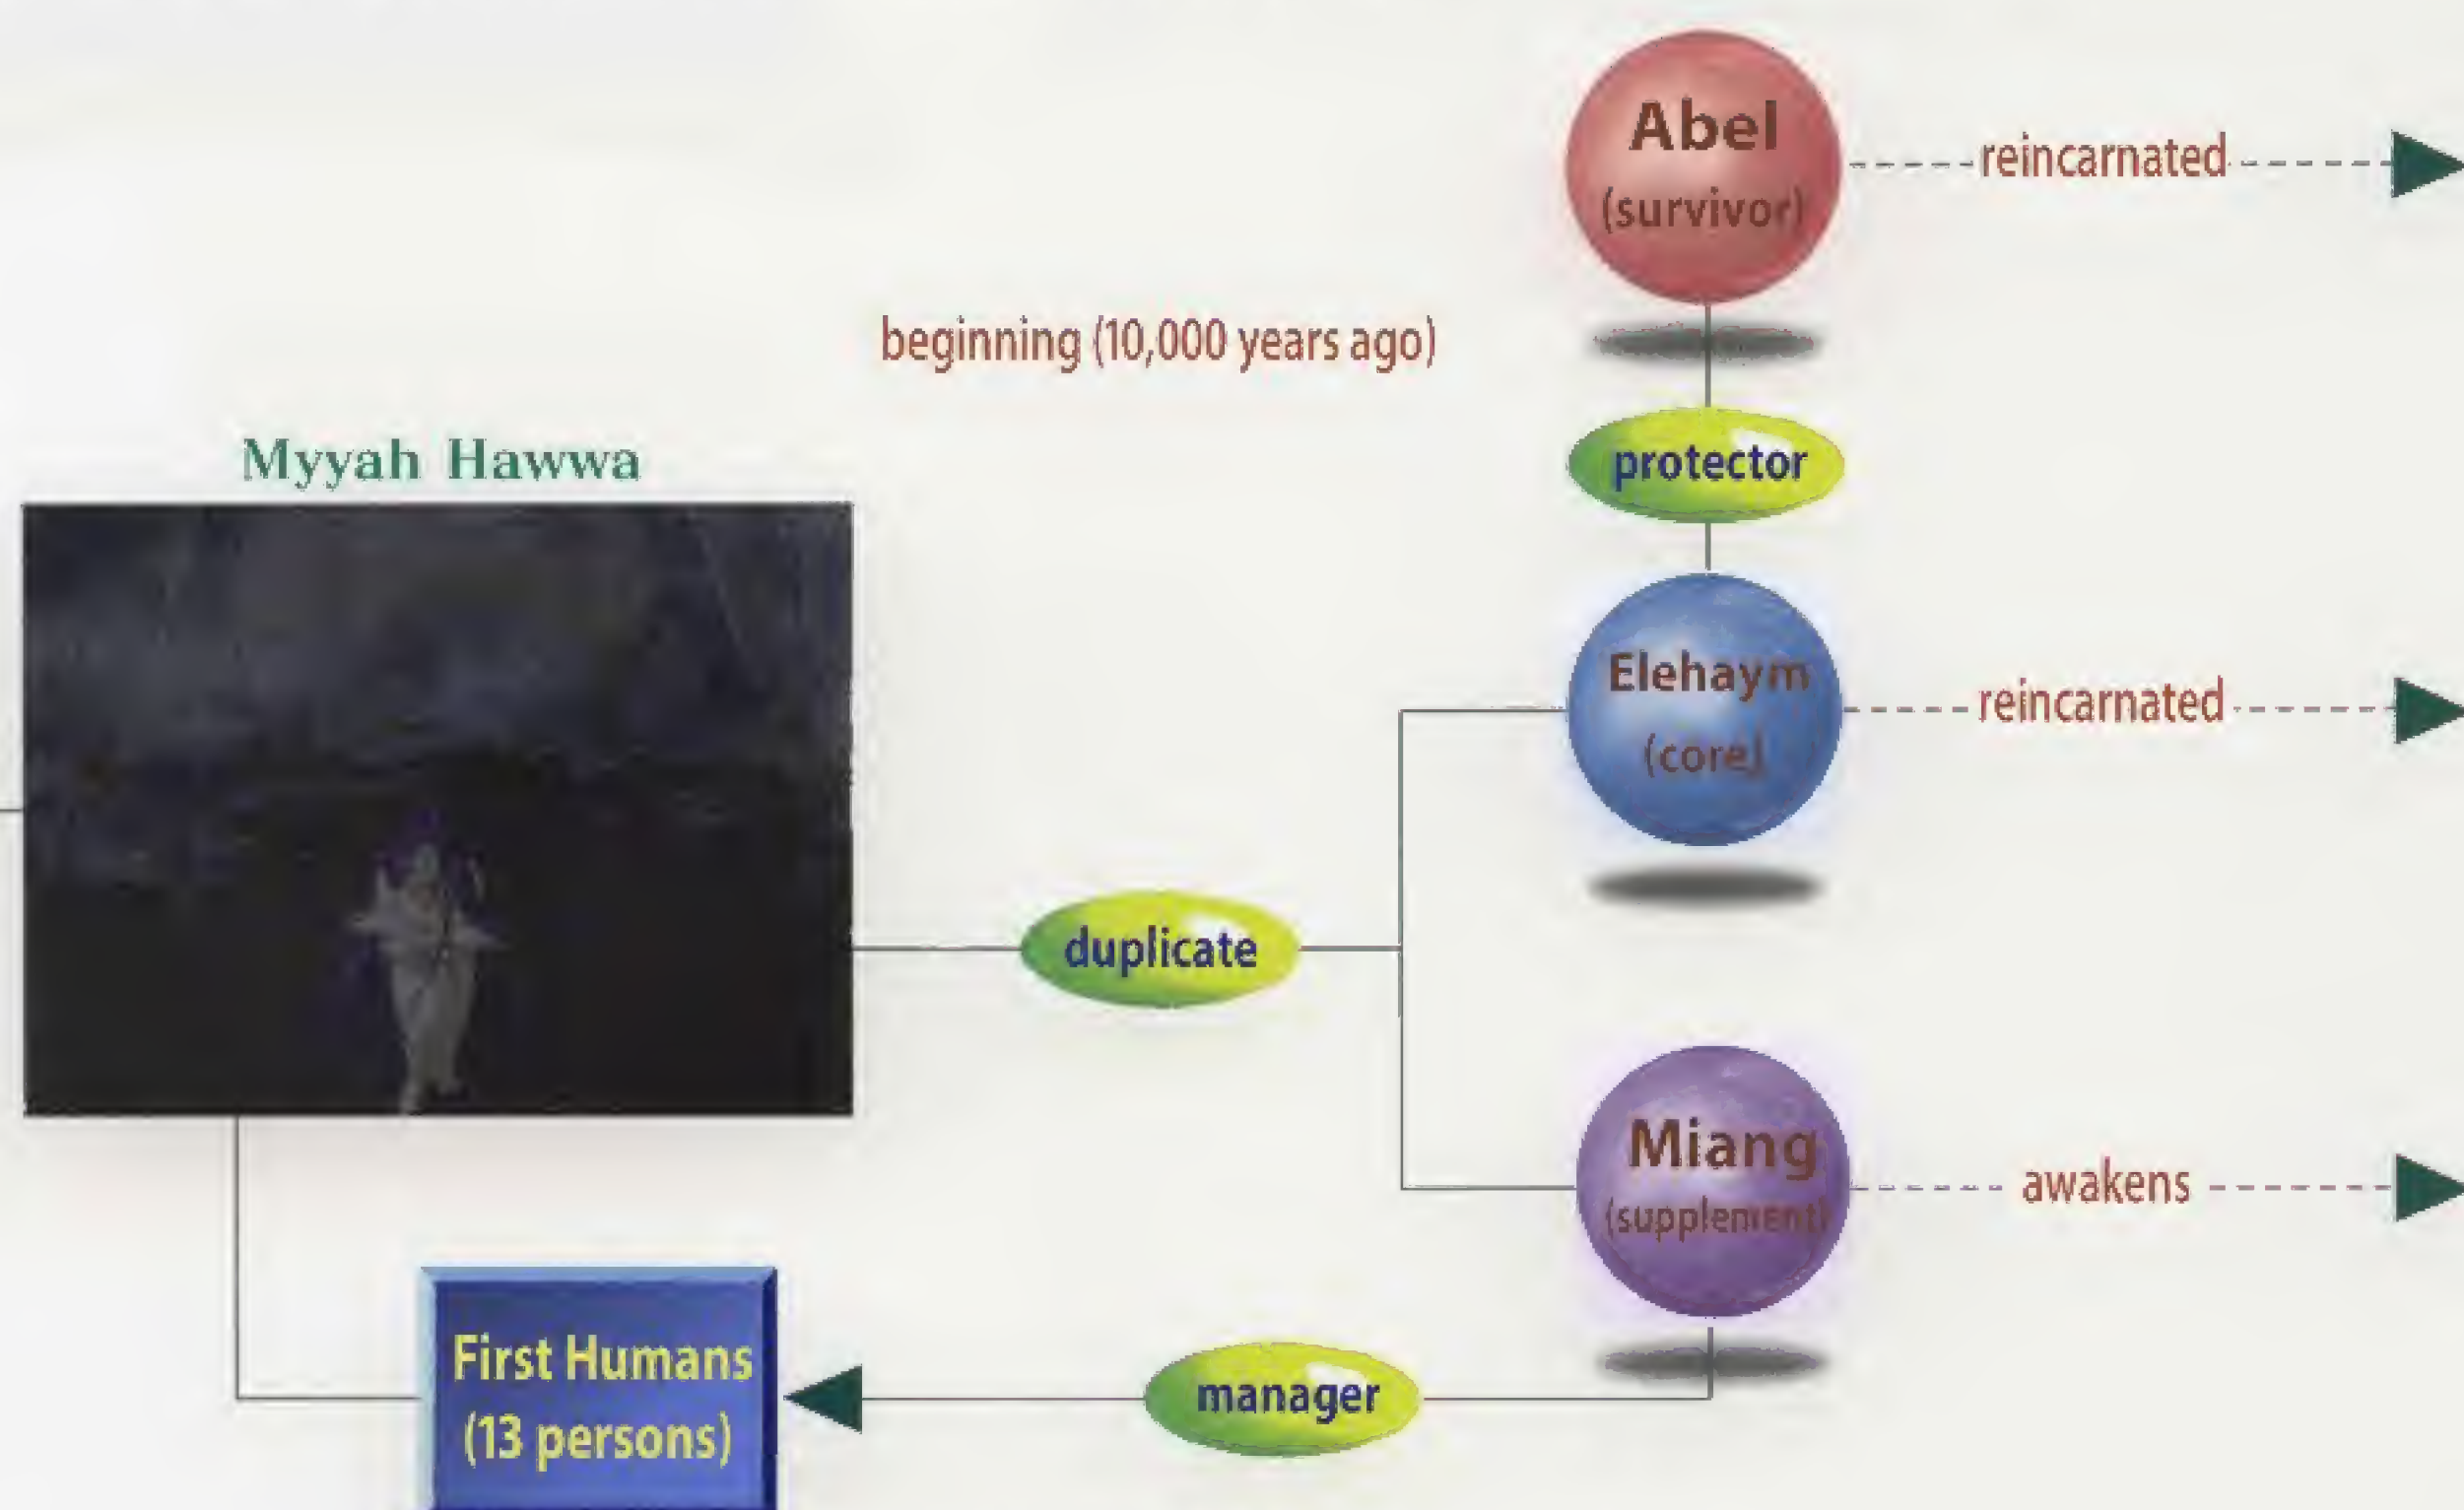 Abel
(survivor)
reincarnated
beginning (10,000 years ago)
protector
Myyah Hawwa
Elehaym
(core)
reincarnated
duplicate
Miang
(supplement)
awakens
First Humans
(13 persons)
manager